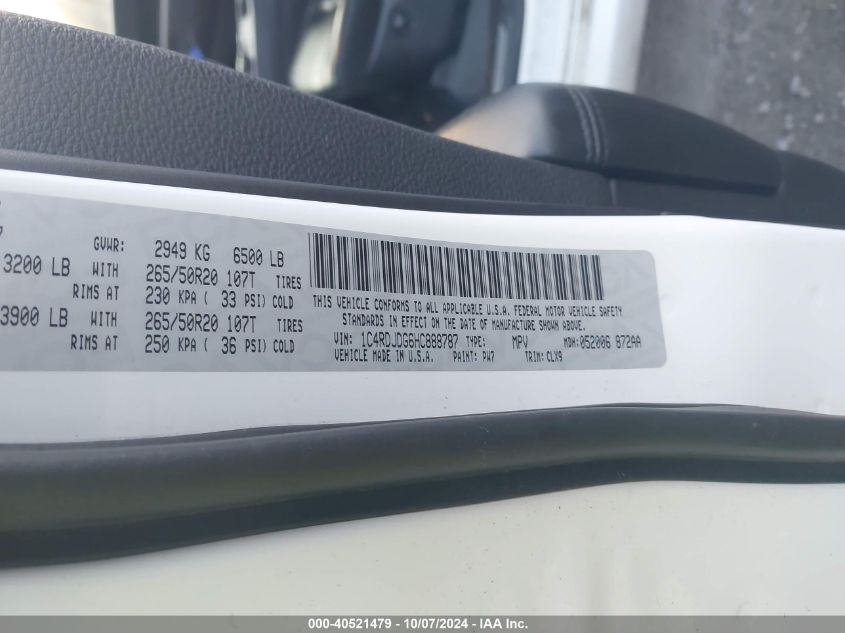 GVWR: 2949 KG 6500 LB
3200 LB WITH 265/50R20 107T TIRES
RIMS AT 230 KPA ( 33 PSI) COLD
3900 LB WITH 265/50R20 107T TIRES
RIMS AT 250 KPA ( 36 PSI) COLD
THIS VEHICLE CONFORMS TO ALL APPLICABLE U.S.A. FEDERAL MOTOR VEHICLE SAFETY
STANDARDS IN EFFECT ON THE DATE OF MANUFACTURE SHOWN ABOVE.
VIN: 1C4RDJDG6HC888787 TYPE: MPV MDH:052006 872AA
VEHICLE MADE IN U.S.A. PAINT: PW7 TRIM: CLX9
000-40521479 - 10/07/2024 - IAAI Inc.